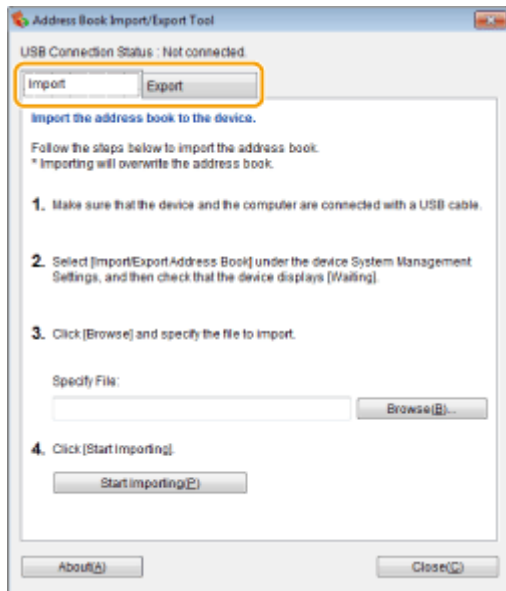 Address Book Import/Export Tool
USB Connection Status : Not connected.
Import Export
Import the address book to the device.
Follow the steps below to import the address book.
* Importing will overwrite the address book.
1. Make sure that the device and the computer are connected with a USB cable.
2. Select [Import/Export Address Book] under the device System Management
Settings, and then check that the device displays [Waiting].
3. Click [Browse] and specify the file to import.
Specify File:
Browse(B)...
4. Click [Start Importing].
Start Importing(P)
About(A) Close(C)